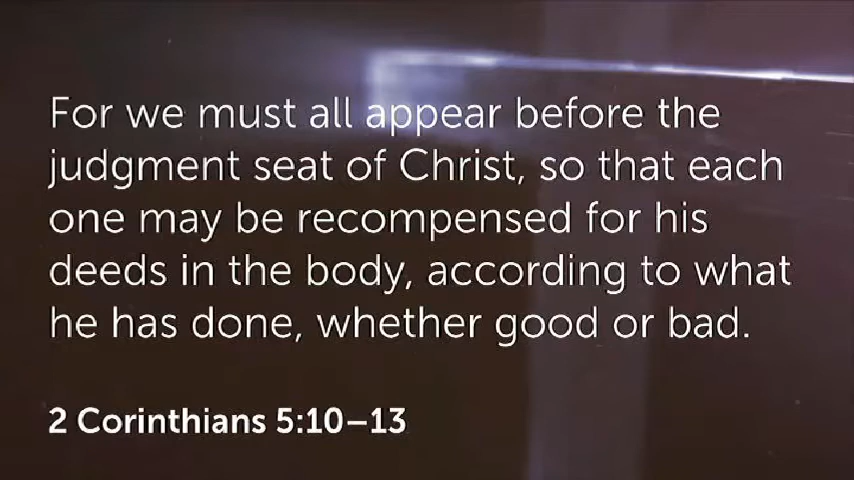 For we must all appear before the
judgment seat of Christ, so that each
one may be recompensed for his
deeds in the body, according to what
he has done, whether good or bad.
2 Corinthians 5:10–13